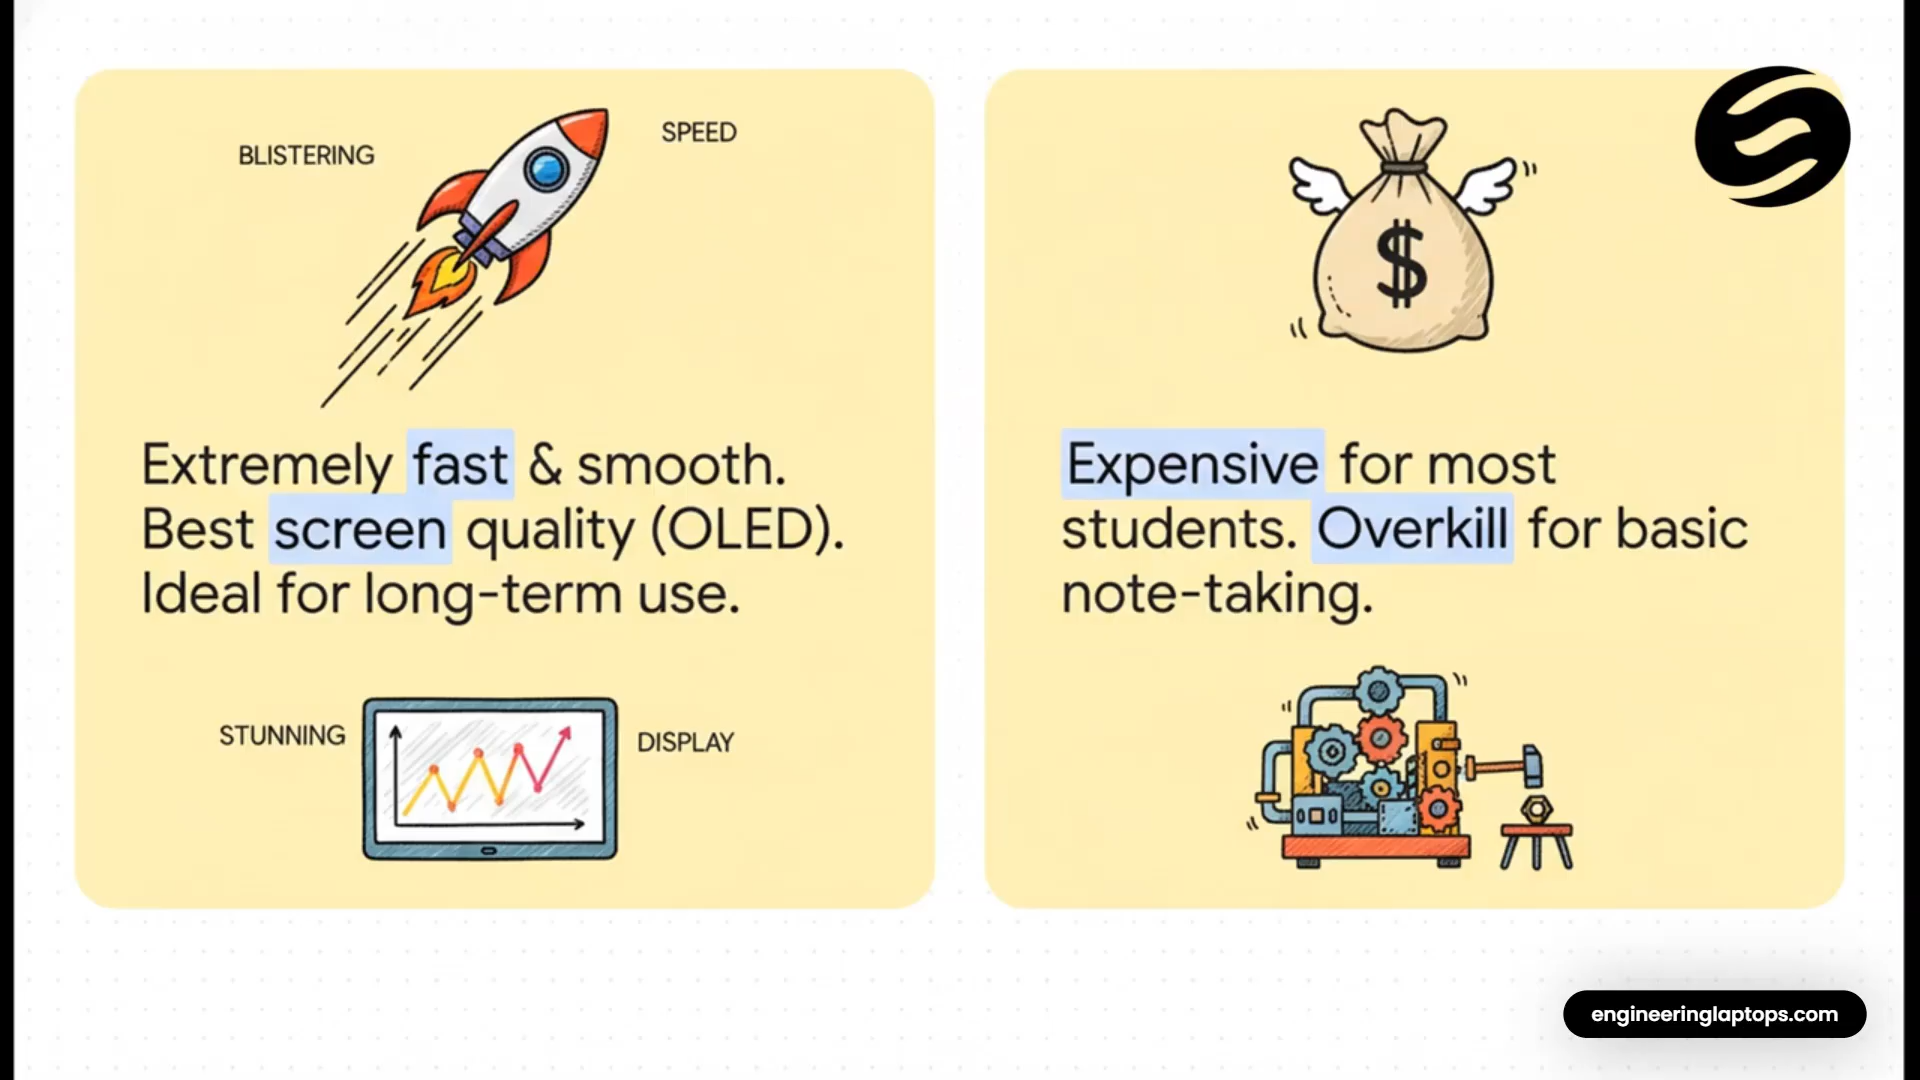 BLISTERING
SPEED
Extremely fast & smooth.
Best screen quality (OLED).
Ideal for long-term use.
STUNNING
DISPLAY
$
Expensive for most
students. Overkill for basic
note-taking.
engineeringlaptops.com